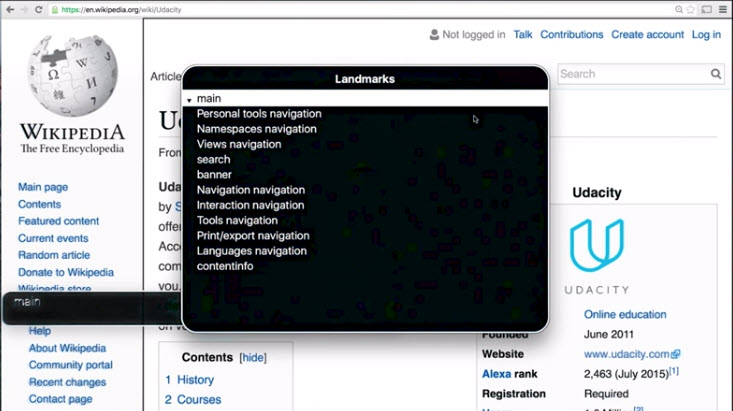 https://en.wikipedia.org/wiki/Udacity
Not logged in Talk Contributions Create account Log in
Article
Search
WIKIPEDIA
The Free Encyclopedia
Main page
Contents
Featured content
Current events
Random article
Donate to Wikipedia
Wikipedia store
Help
About Wikipedia
Community portal
Recent changes
Contact page
main
Landmarks
main
Personal tools navigation
Namespaces navigation
Views navigation
search
banner
Navigation navigation
Interaction navigation
Tools navigation
Print/export navigation
Languages navigation
contentinfo
U
From
Uda
by S
offe
Acc
com
you.
on v
Contents [hide]
1 History
2 Courses
Udacity
UDACITY
Online education
Founded June 2011
Website www.udacity.com
Alexa rank 2,463 (July 2015)[1]
Registration Required